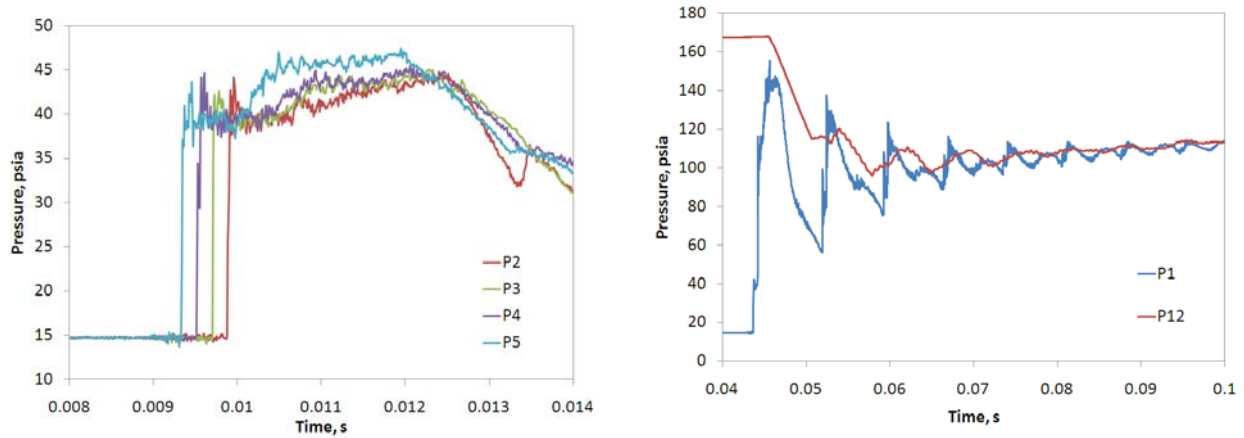 50
45
40
35
30
25
20
15
10
Pressure, psia
0.008 0.009 0.01 0.011 0.012 0.013 0.014
Time, s
P2
P3
P4
P5
180
160
140
120
100
80
60
40
20
0
Pressure, psia
0.04 0.05 0.06 0.07 0.08 0.09 0.1
Time, s
P1
P12